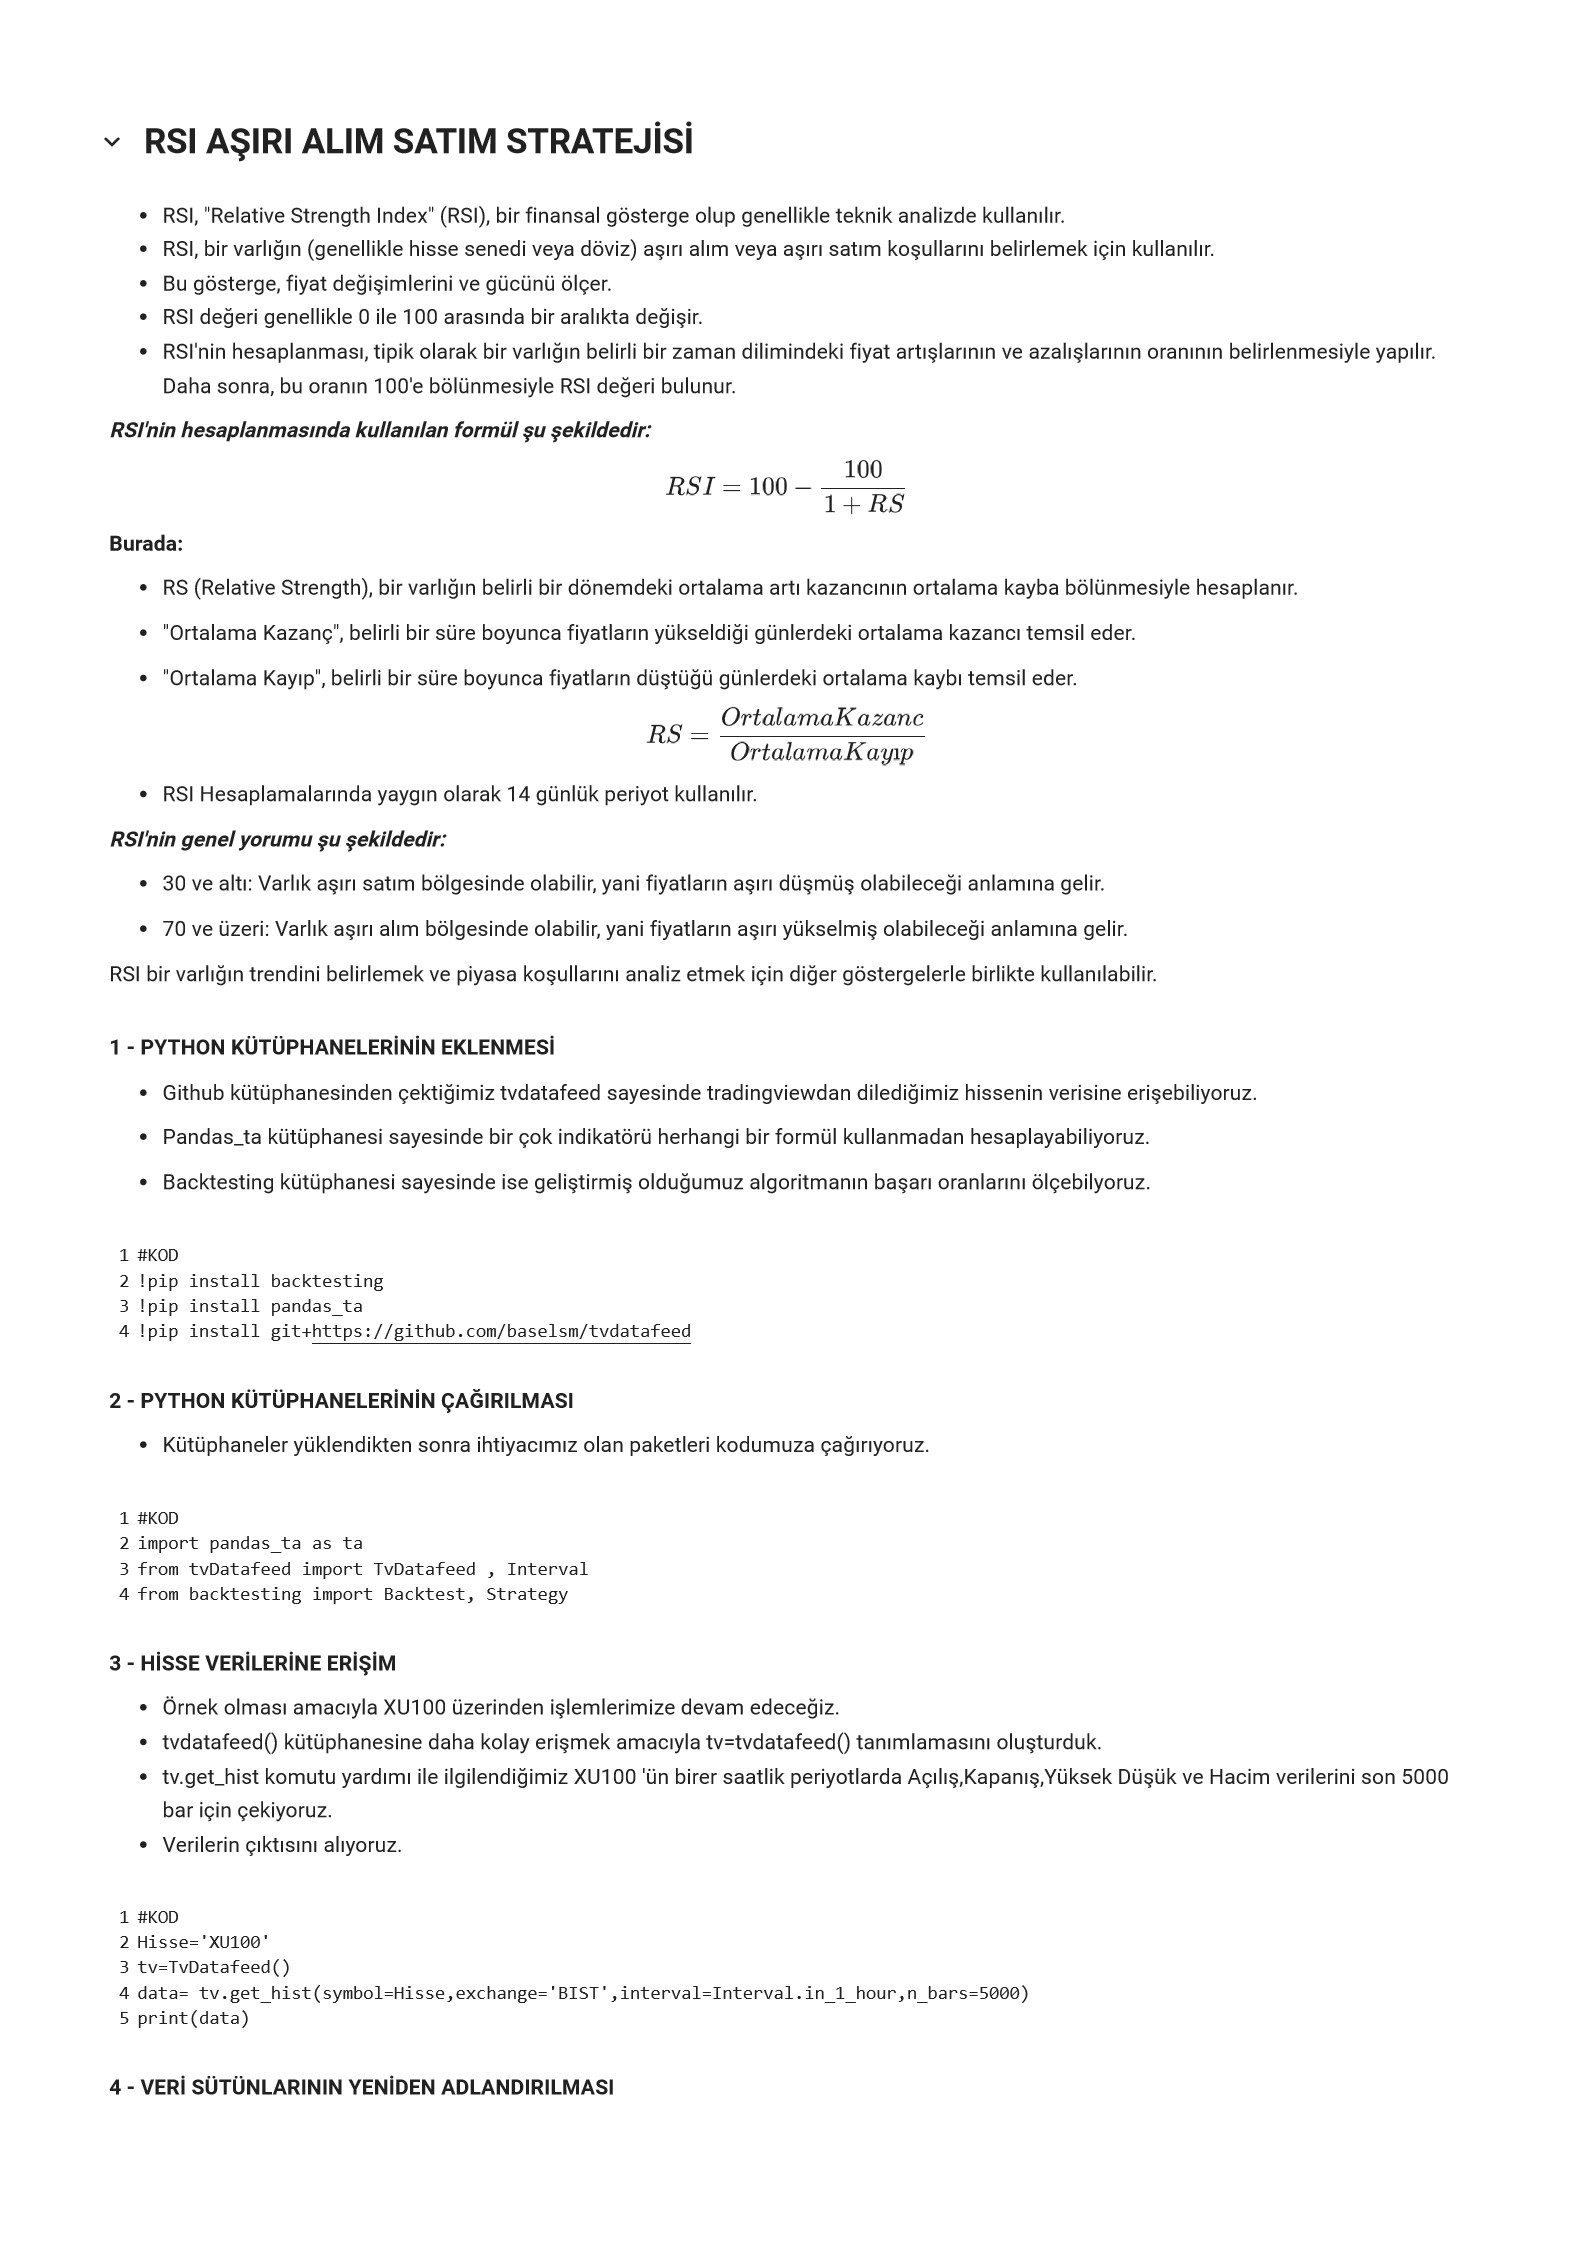 RSI AŞIRI ALIM SATIM STRATEJİSİ
• RSI, "Relative Strength Index" (RSI), bir finansal gösterge olup genellikle teknik analizde kullanılır.
• RSI, bir varlığın (genellikle hisse senedi veya döviz) aşırı alım veya aşırı satım koşullarını belirlemek için kullanılır.
• Bu gösterge, fiyat değişimlerini ve gücünü ölçer.
• RSI değeri genellikle 0 ile 100 arasında bir aralıkta değişir.
• RSI'nin hesaplanması, tipik olarak bir varlığın belirli bir zaman dilimindeki fiyat artışlarının ve azalışlarının oranının belirlenmesiyle yapılır.
Daha sonra, bu oranın 100'e bölünmesiyle RSI değeri bulunur.
RSI'nin hesaplanmasında kullanılan formül şu şekildedir:
RSI = 100 − 100 / (1 + RS)
Burada:
• RS (Relative Strength), bir varlığın belirli bir dönemdeki ortalama artı kazancının ortalama kayba bölünmesiyle hesaplanır.
• "Ortalama Kazanç", belirli bir süre boyunca fiyatların yükseldiği günlerdeki ortalama kazancı temsil eder.
• "Ortalama Kayıp", belirli bir süre boyunca fiyatların düştüğü günlerdeki ortalama kaybı temsil eder.
RS = OrtalamaKazanc / OrtalamaKayıp
• RSI Hesaplamalarında yaygın olarak 14 günlük periyot kullanılır.
RSI'nin genel yorumu şu şekildedir:
• 30 ve altı: Varlık aşırı satım bölgesinde olabilir, yani fiyatların aşırı düşmüş olabileceği anlamına gelir.
• 70 ve üzeri: Varlık aşırı alım bölgesinde olabilir, yani fiyatların aşırı yükselmiş olabileceği anlamına gelir.
RSI bir varlığın trendini belirlemek ve piyasa koşullarını analiz etmek için diğer göstergelerle birlikte kullanılabilir.
1 - PYTHON KÜTÜPHANELERİNİN EKLENMESİ
• Github kütüphanesinden çektiğimiz tvdatafeed sayesinde tradingviewdan dilediğimiz hissenin verisine erişebiliyoruz.
• Pandas_ta kütüphanesi sayesinde bir çok indikatörü herhangi bir formül kullanmadan hesaplayabiliyoruz.
• Backtesting kütüphanesi sayesinde ise geliştirmiş olduğumuz algoritmanın başarı oranlarını ölçebilyoruz.
1 #KOD
2 !pip install backtesting
3 !pip install pandas_ta
4 !pip install git+https://github.com/baselsm/tvdatafeed
2 - PYTHON KÜTÜPHANELERİNİN ÇAĞIRILMASI
• Kütüphaneler yüklendikten sonra ihtiyacımız olan paketleri kodumuza çağırıyoruz.
1 #KOD
2 import pandas_ta as ta
3 from tvDatafeed import TvDatafeed , Interval
4 from backtesting import Backtest, Strategy
3 - HİSSE VERİLERİNE ERİŞİM
• Örnek olması amacıyla XU100 üzerinden işlemlerimize devam edeceğiz.
• tvdatafeed() kütüphanesine daha kolay erişmek amacıyla tv=tvdatafeed() tanımlamasını oluşturduk.
• tv.get_hist komutu yardımı ile ilgilendiğimiz XU100 'ün birer saatlik periyotlarda Açılış,Kapanış,Yüksek Düşük ve Hacim verilerini son 5000
bar için çekiyoruz.
• Verilerin çıktısını alıyoruz.
1 #KOD
2 Hisse='XU100'
3 tv=TvDatafeed()
4 data= tv.get_hist(symbol=Hisse,exchange='BIST',interval=Interval.in_1_hour,n_bars=5000)
5 print(data)
4 - VERİ SÜTÜNLARININ YENİDEN ADLANDIRILMASI